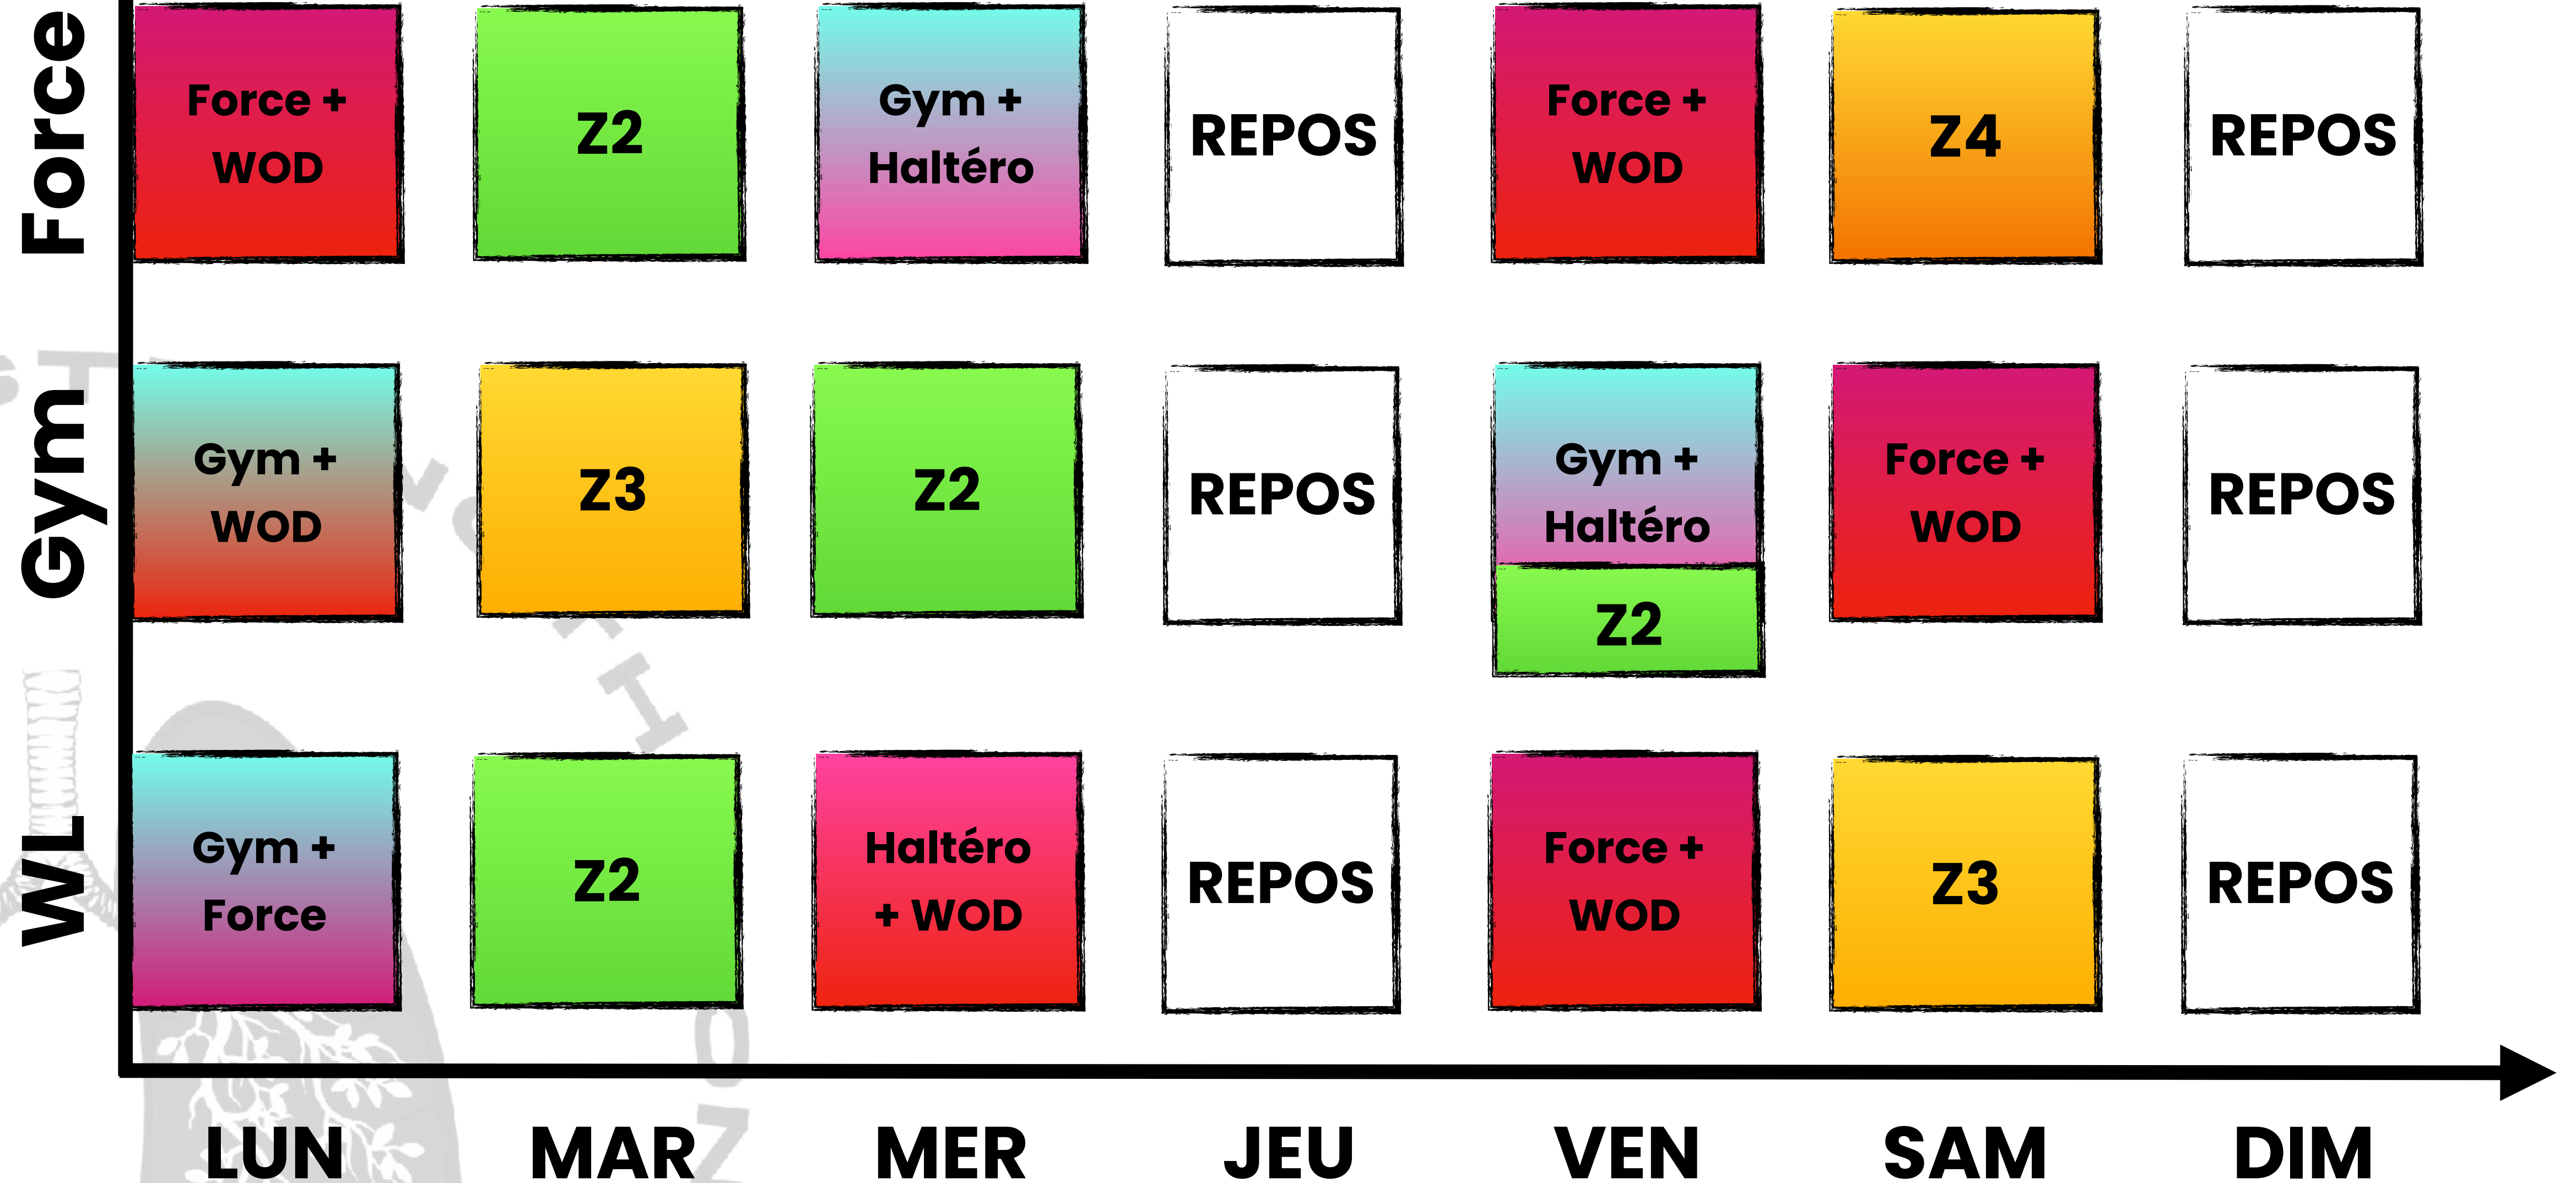 Force
Force +
WOD
Z2
Gym +
Haltéro
REPOS
Force +
WOD
Z4
REPOS
Gym
Gym +
WOD
Z3
Z2
REPOS
Gym +
Haltéro
Z2
Force +
WOD
REPOS
WL
Gym +
Force
Z2
Haltéro
+ WOD
REPOS
Force +
WOD
Z3
REPOS
LUN
MAR
MER
JEU
VEN
SAM
DIM